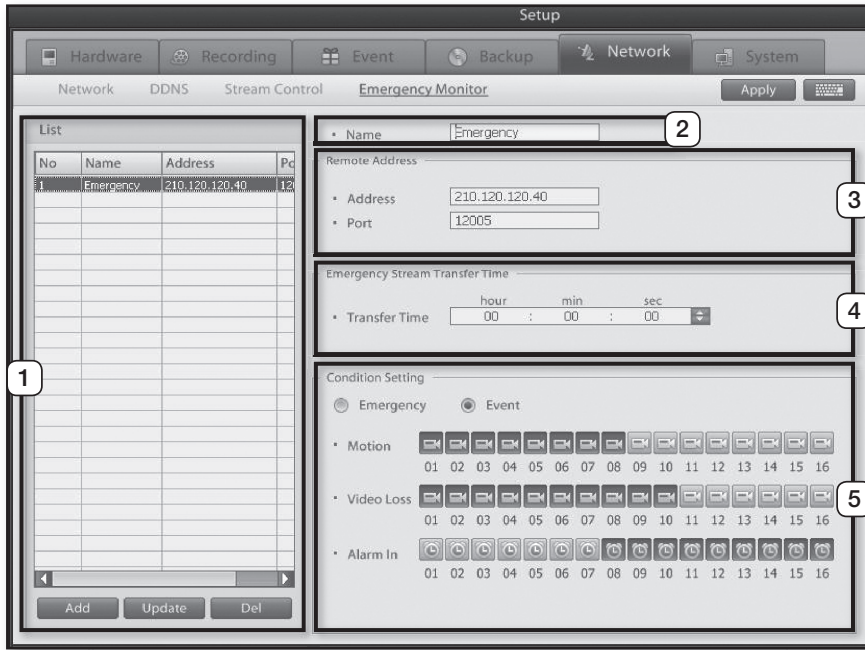 Setup
Hardware Recording Event Backup Network System
Network DDNS Stream Control Emergency Monitor Apply
List
No Name Address Po
1 Emergency 210.120.120.40 120
Add Update Del
1
Name Emergency
2
Remote Address
Address 210.120.120.40
Port 12005
3
Emergency Stream Transfer Time
hour min sec
Transfer Time 00 : 00 : 00
4
Condition Setting
Emergency Event
Motion
01 02 03 04 05 06 07 08 09 10 11 12 13 14 15 16
Video Loss
01 02 03 04 05 06 07 08 09 10 11 12 13 14 15 16
Alarm In
01 02 03 04 05 06 07 08 09 10 11 12 13 14 15 16
5